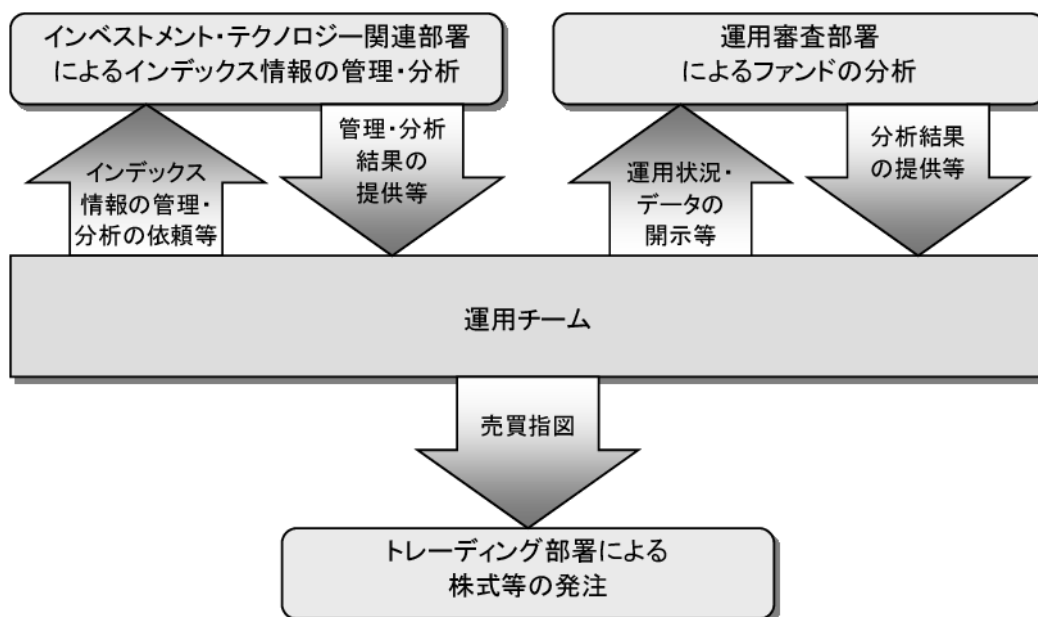 インベストメント・テクノロジー関連部署
によるインデックス情報の管理・分析
運用審査部署
によるファンドの分析
インデックス
情報の管理・
分析の依頼等
管理・分析
結果の
提供等
運用状況・
データの
開示等
分析結果
の提供等
運用チーム
売買指図
トレーディング部署による
株式等の発注